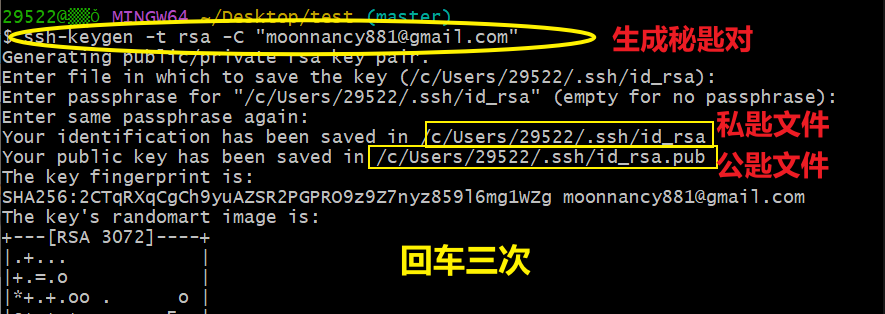 29522@▒▒ō MINGW64 ~/Desktop/test (master)
$ ssh-keygen -t rsa -C "moonnancy881@gmail.com" 生成秘匙对
Generating public/private rsa key pair.
Enter file in which to save the key (/c/Users/29522/.ssh/id_rsa):
Enter passphrase for "/c/Users/29522/.ssh/id_rsa" (empty for no passphrase):
Enter same passphrase again:
Your identification has been saved in /c/Users/29522/.ssh/id_rsa 私匙文件
Your public key has been saved in /c/Users/29522/.ssh/id_rsa.pub 公匙文件
The key fingerprint is:
SHA256:2CTqRXqCgCh9yuAZSR2PGPRO9z9Z7nyz859l6mg1WZg moonnancy881@gmail.com
The key's randomart image is:
+---[RSA 3072]----+
|.+... |
|+.=.o | 回车三次
|*+.+.oo . o |